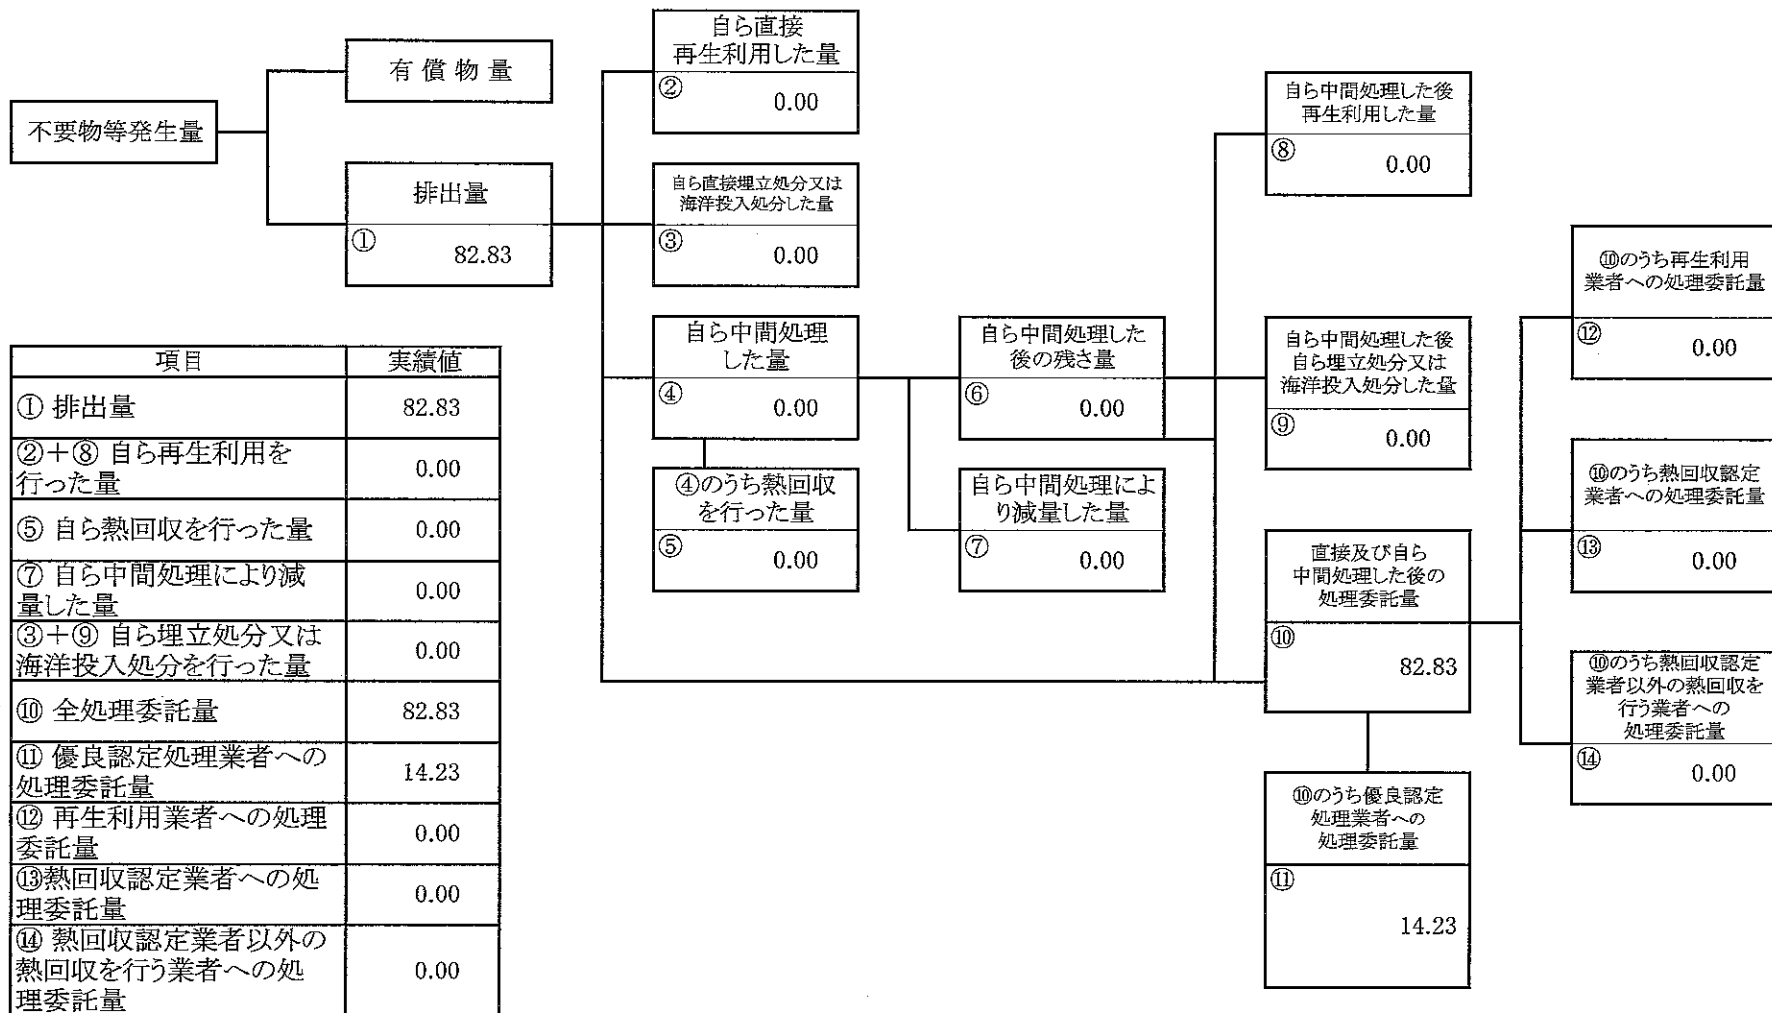 不要物等発生量
有償物量
排出量
①
82.83
自ら直接
再生利用した量
②
0.00
自ら直接埋立処分又は
海洋投入処分した量
③
0.00
自ら中間処理
した量
④
0.00
④のうち熱回収
を行った量
⑤
0.00
自ら中間処理した
後の残さ量
⑥
0.00
自ら中間処理によ
り減量した量
⑦
0.00
自ら中間処理した後
再生利用した量
⑧
0.00
自ら中間処理した後
自ら埋立処分又は
海洋投入処分した量
⑨
0.00
直接及び自ら
中間処理した後の
処理委託量
⑩
82.83
⑩のうち優良認定
処理業者への
処理委託量
⑪
14.23
⑩のうち再生利用
業者への処理委託量
⑫
0.00
⑩のうち熱回収認定
業者への処理委託量
⑬
0.00
⑩のうち熱回収認定
業者以外の熱回収を
行う業者への
処理委託量
⑭
0.00
項目 実績値
① 排出量 82.83
②＋⑧ 自ら再生利用を
行った量 0.00
⑤ 自ら熱回収を行った量 0.00
⑦ 自ら中間処理により減
量した量 0.00
③＋⑨ 自ら埋立処分又は
海洋投入処分を行った量 0.00
⑩ 全処理委託量 82.83
⑪ 優良認定処理業者への
処理委託量 14.23
⑫ 再生利用業者への処理
委託量 0.00
⑬熱回収認定業者への処
理委託量 0.00
⑭ 熱回収認定業者以外の
熱回収を行う業者への処
理委託量 0.00